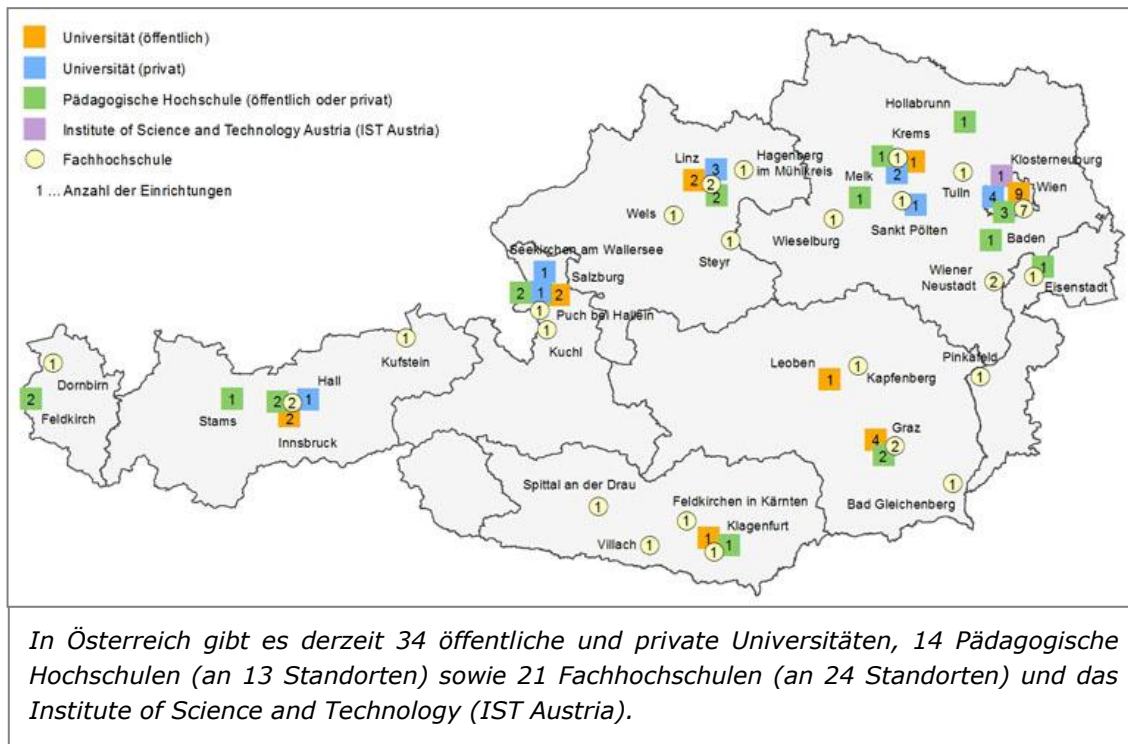 Universität (öffentlich)
Universität (privat)
Pädagogische Hochschule (öffentlich oder privat)
Institute of Science and Technology Austria (IST Austria)
Fachhochschule
1 ... Anzahl der Einrichtungen
Hollabrunn
1
Krems
1
1
1
2
Klosterneuburg
1
Linz
3
2
2
2
1
Hagenberg
im Mühlkreis
Melk
1
1
Tulln
4
9
Wien
3
7
Wels
1
Wieselburg
1
1
1
Sankt Pölten
1
Baden
Steyr
1
Seekirchen am Wallersee
1
Salzburg
2
1
2
1
Puch bei Hallein
1
Kuchl
Wiener
Neustadt
2
1
1
Eisenstadt
1
Kufstein
1
Dornbirn
2
Feldkirch
1
Stams
Hall
2
2
1
2
Innsbruck
Leoben
1
1
Kapfenberg
Pinkafeld
1
4
Graz
2
2
Bad Gleichenberg
1
Spittal an der Drau
1
Feldkirchen in Kärnten
1
Villach
1
Klagenfurt
1
1
1
In Österreich gibt es derzeit 34 öffentliche und private Universitäten, 14 Pädagogische
Hochschulen (an 13 Standorten) sowie 21 Fachhochschulen (an 24 Standorten) und das
Institute of Science and Technology (IST Austria).